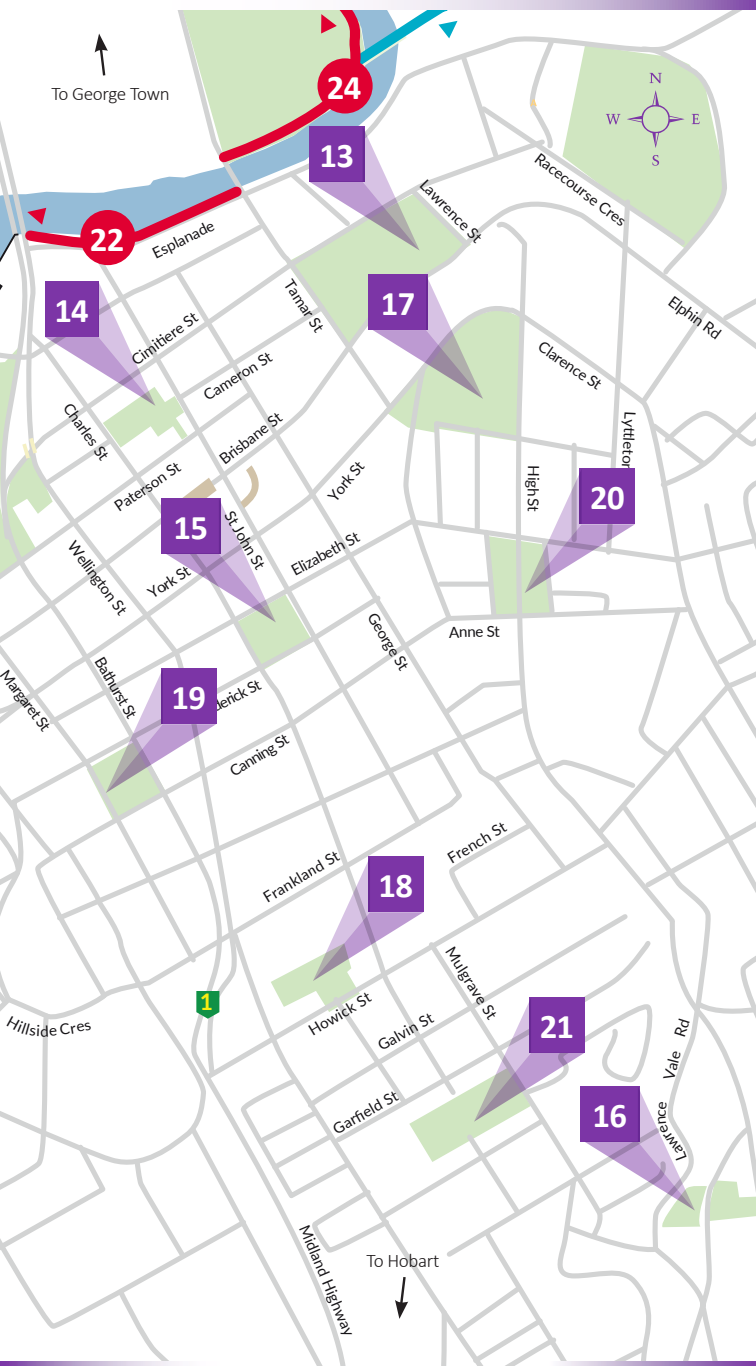 To George Town
24
N
W E
S
13
Racecourse Cres
Lawrence St
22
Esplanade
14
Tamar St
17
Elphin Rd
Cimitiere St
Cameron St
Clarence St
Charles St
Brisbane St
Lyttleton
Paterson St
York St
High St
20
15
St John St
Elizabeth St
Wellington St
York St
George St
Anne St
Margaret St
Bathurst St
19
derick St
Canning St
French St
Frankland St
18
Mulgrave St
1
Howick St
Hillside Cres
Galvin St
21
Lawrence Vale Rd
Garfield St
16
Midland Highway
To Hobart